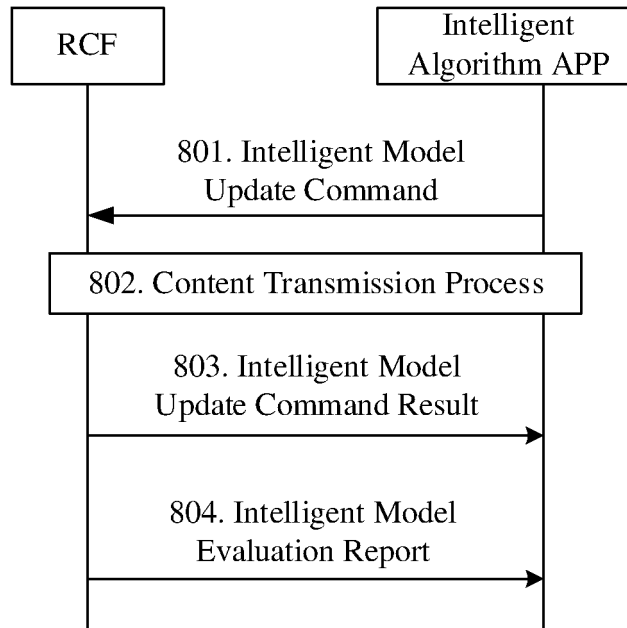 RCF
Intelligent
Algorithm APP
801. Intelligent Model
Update Command
802. Content Transmission Process
803. Intelligent Model
Update Command Result
804. Intelligent Model
Evaluation Report